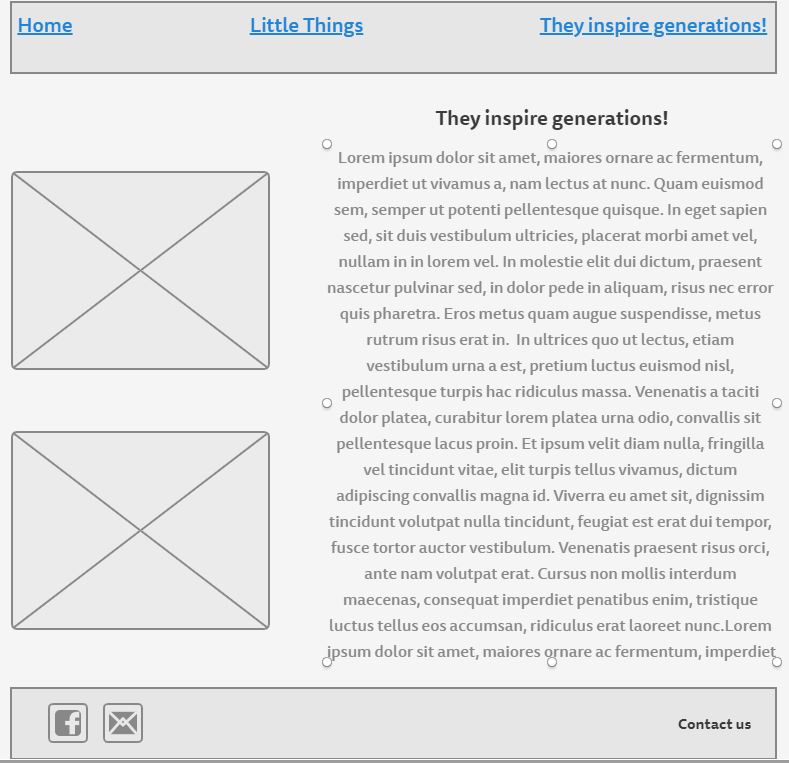 Home
Little Things
They inspire generations!
They inspire generations!
Lorem ipsum dolor sit amet, maiores ornare ac fermentum,
imperdiet ut vivamus a, nam lectus at nunc. Quam euismod
sem, semper ut potenti pellentesque quisque. In eget sapien
sed, sit duis vestibulum ultricies, placerat morbi amet vel,
nullam in in lorem vel. In molestie elit dui dictum, praesent
nascetur pulvinar sed, in dolor pede in aliquam, risus nec error
quis pharetra. Eros metus quam augue suspendisse, metus
rutrum risus erat in.  In ultrices quo ut lectus, etiam
vestibulum urna a est, pretium luctus euismod nisl,
pellentesque turpis hac ridiculus massa. Venenatis a taciti
dolor platea, curabitur lorem platea urna odio, convallis sit
pellentesque lacus proin. Et ipsum velit diam nulla, fringilla
vel tincidunt vitae, elit turpis tellus vivamus, dictum
adipiscing convallis magna id. Viverra eu amet sit, dignissim
tincidunt volutpat nulla tincidunt, feugiat est erat dui tempor,
fusce tortor auctor vestibulum. Venenatis praesent risus orci,
ante nam volutpat erat. Cursus non mollis interdum
maecenas, consequat imperdiet penatibus enim, tristique
luctus tellus eos accumsan, ridiculus erat laoreet nunc.Lorem
ipsum dolor sit amet, maiores ornare ac fermentum, imperdiet
Contact us